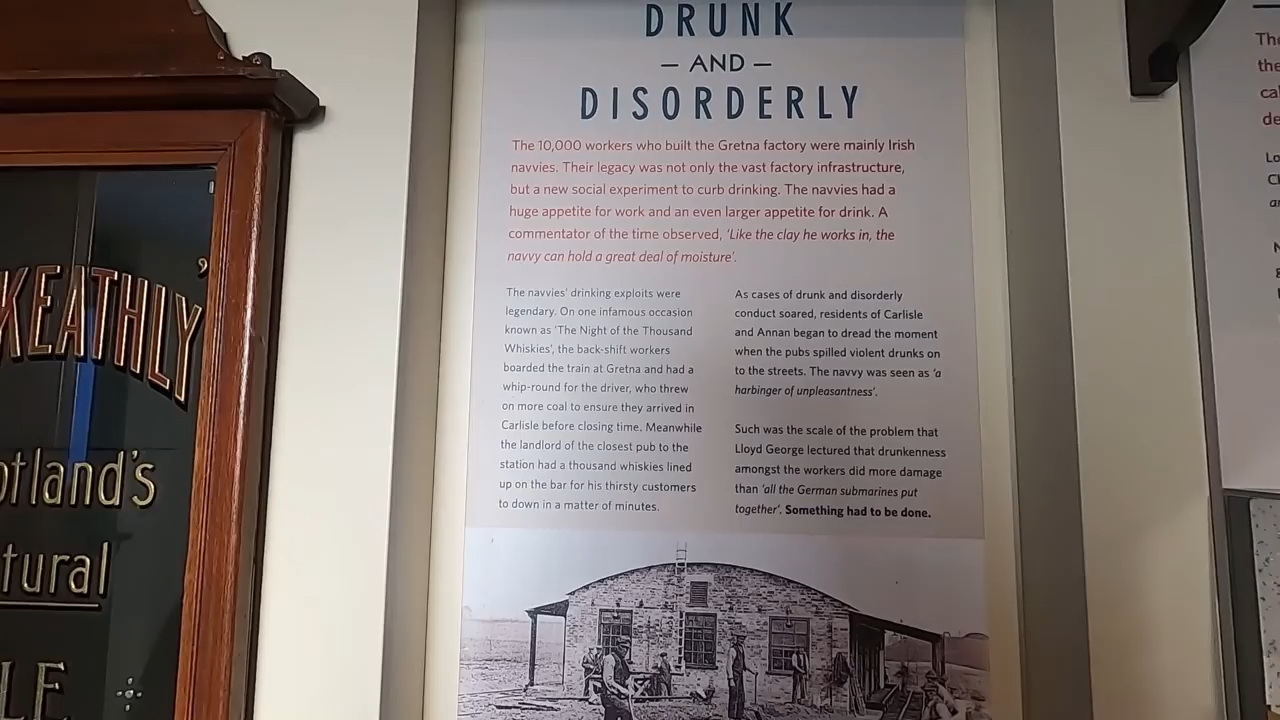 KEATHLY'
otland's
tural
LE
DRUNK
– AND –
DISORDERLY
The 10,000 workers who built the Gretna factory were mainly Irish
navvies. Their legacy was not only the vast factory infrastructure,
but a new social experiment to curb drinking. The navvies had a
huge appetite for work and an even larger appetite for drink. A
commentator of the time observed, 'Like the clay he works in, the
navvy can hold a great deal of moisture'.
The navvies' drinking exploits were
legendary. On one infamous occasion
known as 'The Night of the Thousand
Whiskies', the back-shift workers
boarded the train at Gretna and had a
whip-round for the driver, who threw
on more coal to ensure they arrived in
Carlisle before closing time. Meanwhile
the landlord of the closest pub to the
station had a thousand whiskies lined
up on the bar for his thirsty customers
to down in a matter of minutes.
As cases of drunk and disorderly
conduct soared, residents of Carlisle
and Annan began to dread the moment
when the pubs spilled violent drunks on
to the streets. The navvy was seen as 'a
harbinger of unpleasantness'.
Such was the scale of the problem that
Lloyd George lectured that drunkenness
amongst the workers did more damage
than 'all the German submarines put
together'. Something had to be done.
The
the
ca
de
Lo